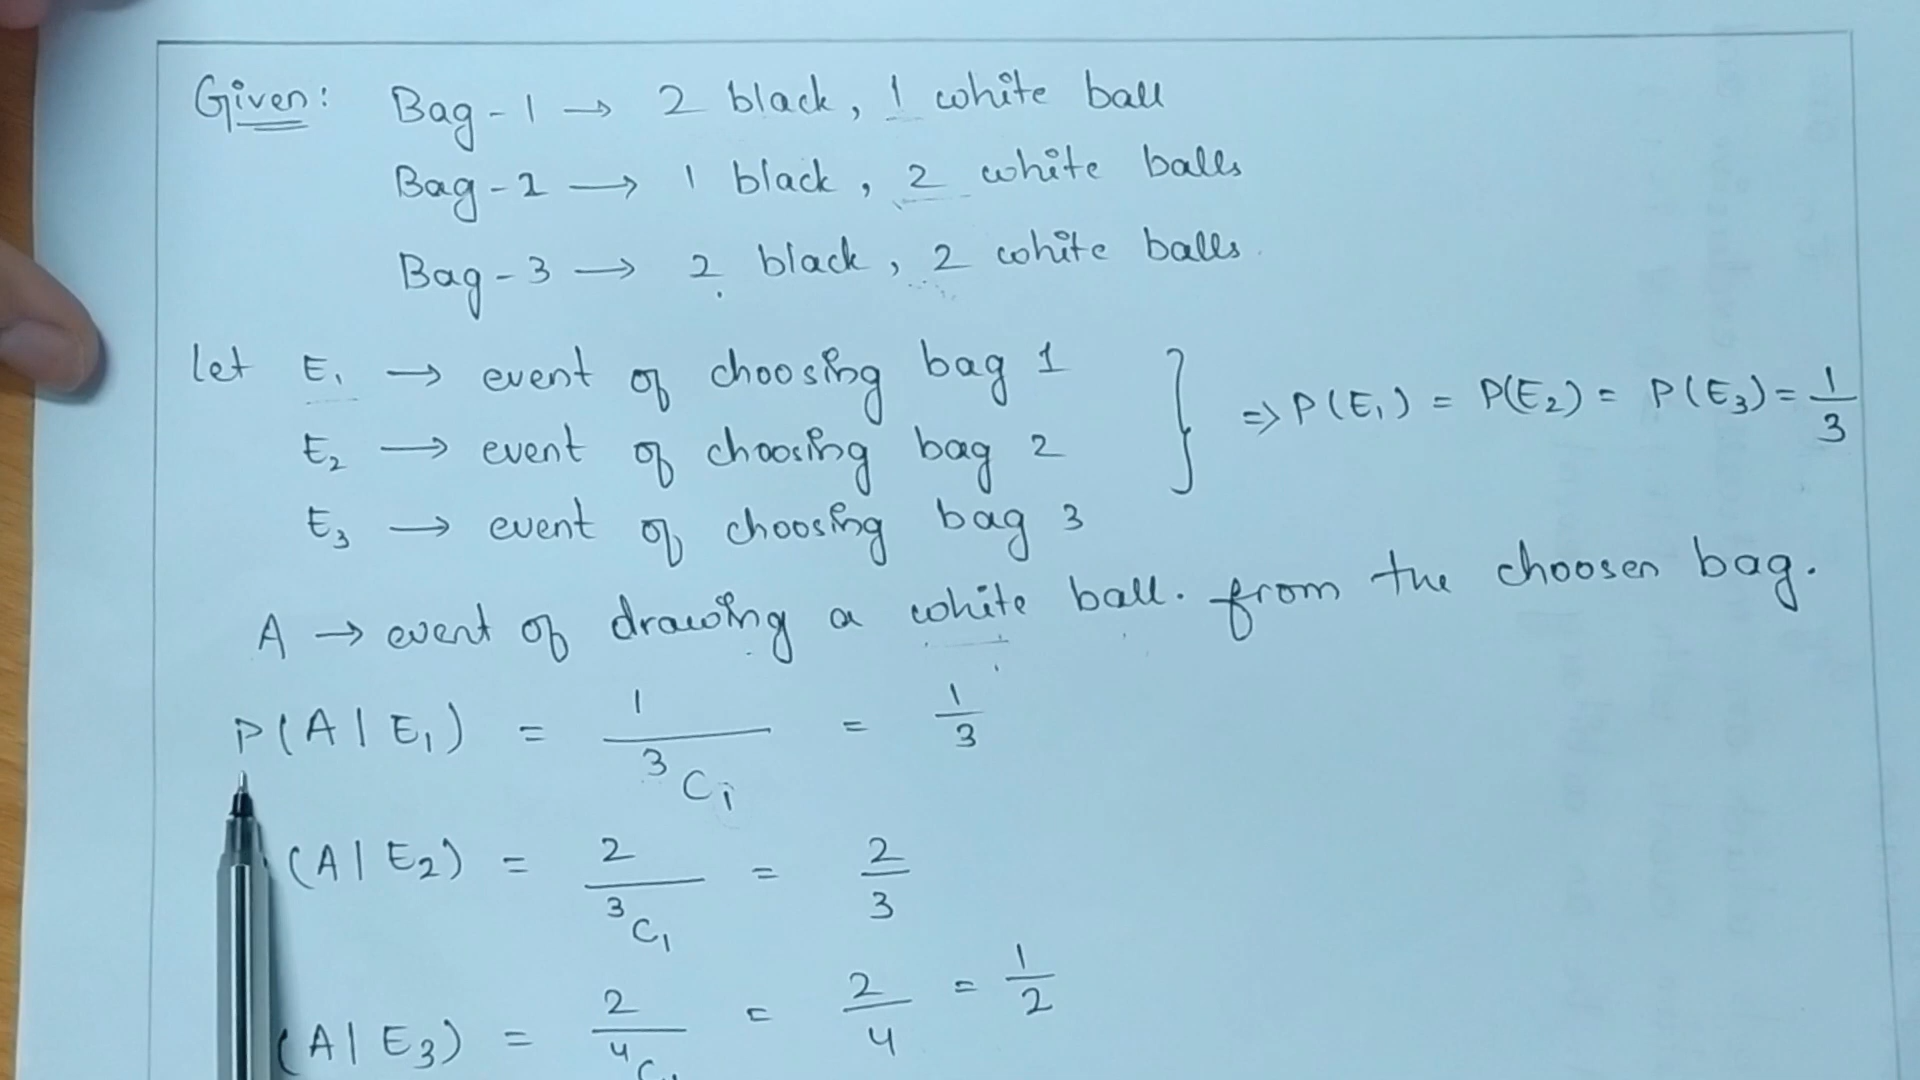 Given: Bag-1 → 2 black, 1 white ball
Bag-2 → 1 black, 2 white balls
Bag-3 → 2 black, 2 white balls.
let E₁ → event of choosing bag 1
E₂ → event of choosing bag 2
E₃ → event of choosing bag 3
} ⇒ P(E₁) = P(E₂) = P(E₃) = 1/3
A → event of drawing a white ball. from the choosen bag.
P(A|E₁) = 1/³C₁ = 1/3
(A|E₂) = 2/³C₁ = 2/3
(A|E₃) = 2/⁴C₁ = 2/4 = 1/2